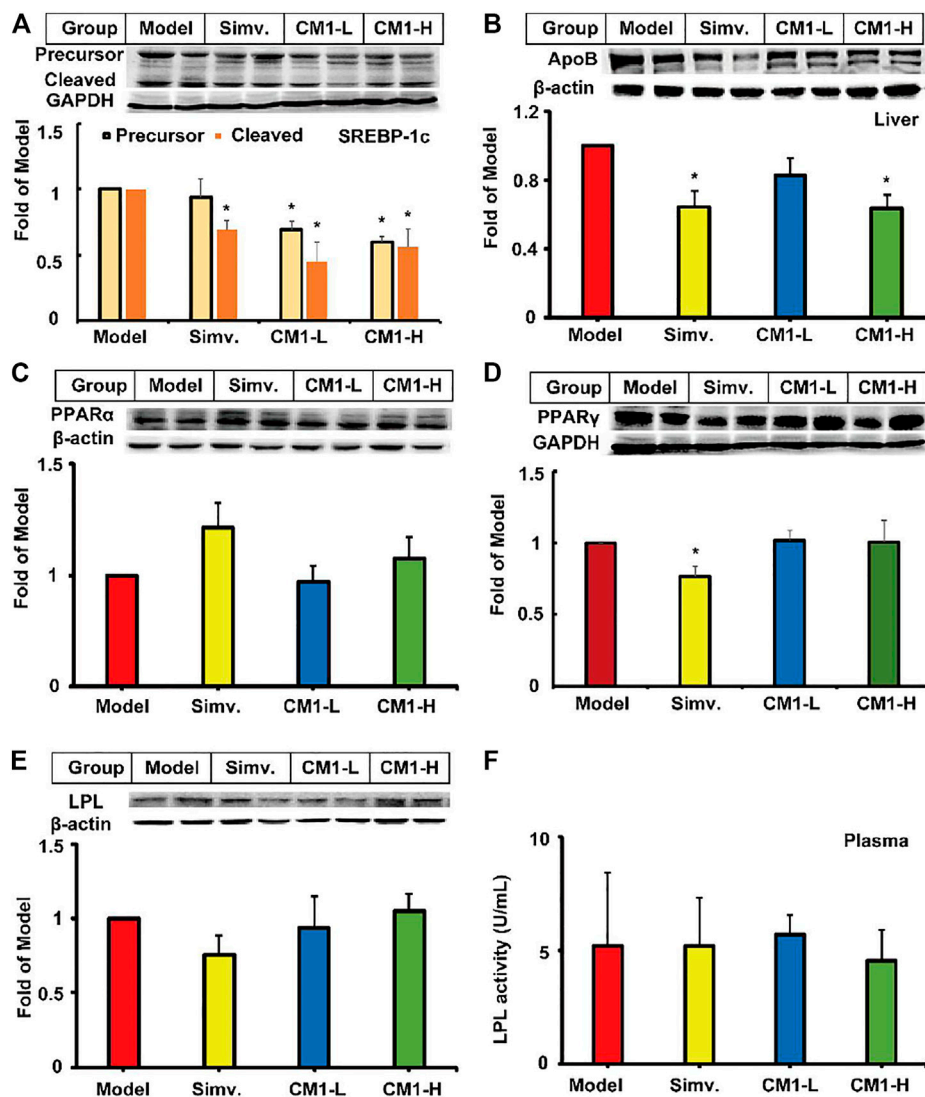 A
Group Model Simv. CM1-L CM1-H
Precursor
Cleaved
GAPDH
1.5
Precursor Cleaved SREBP-1c
Fold of Model
1
* * * * *
0.5
0
Model Simv. CM1-L CM1-H
B
Group Model Simv. CM1-L CM1-H
ApoB
β-actin
1.2
Liver
Fold of Model
0.8
* *
0.4
0
Model Simv. CM1-L CM1-H
C
Group Model Simv. CM1-L CM1-H
PPARα
β-actin
1.5
Fold of Model
1
0
Model Simv. CM1-L CM1-H
D
Group Model Simv. CM1-L CM1-H
PPARγ
GAPDH
1.5
Fold of Model
1
*
0.5
0
Model Simv. CM1-L CM1-H
E
Group Model Simv. CM1-L CM1-H
LPL
β-actin
1.5
Fold of Model
1
0.5
0
Model Simv. CM1-L CM1-H
F
10
Plasma
LPL activity (U/mL)
5
0
Model Simv. CM1-L CM1-H